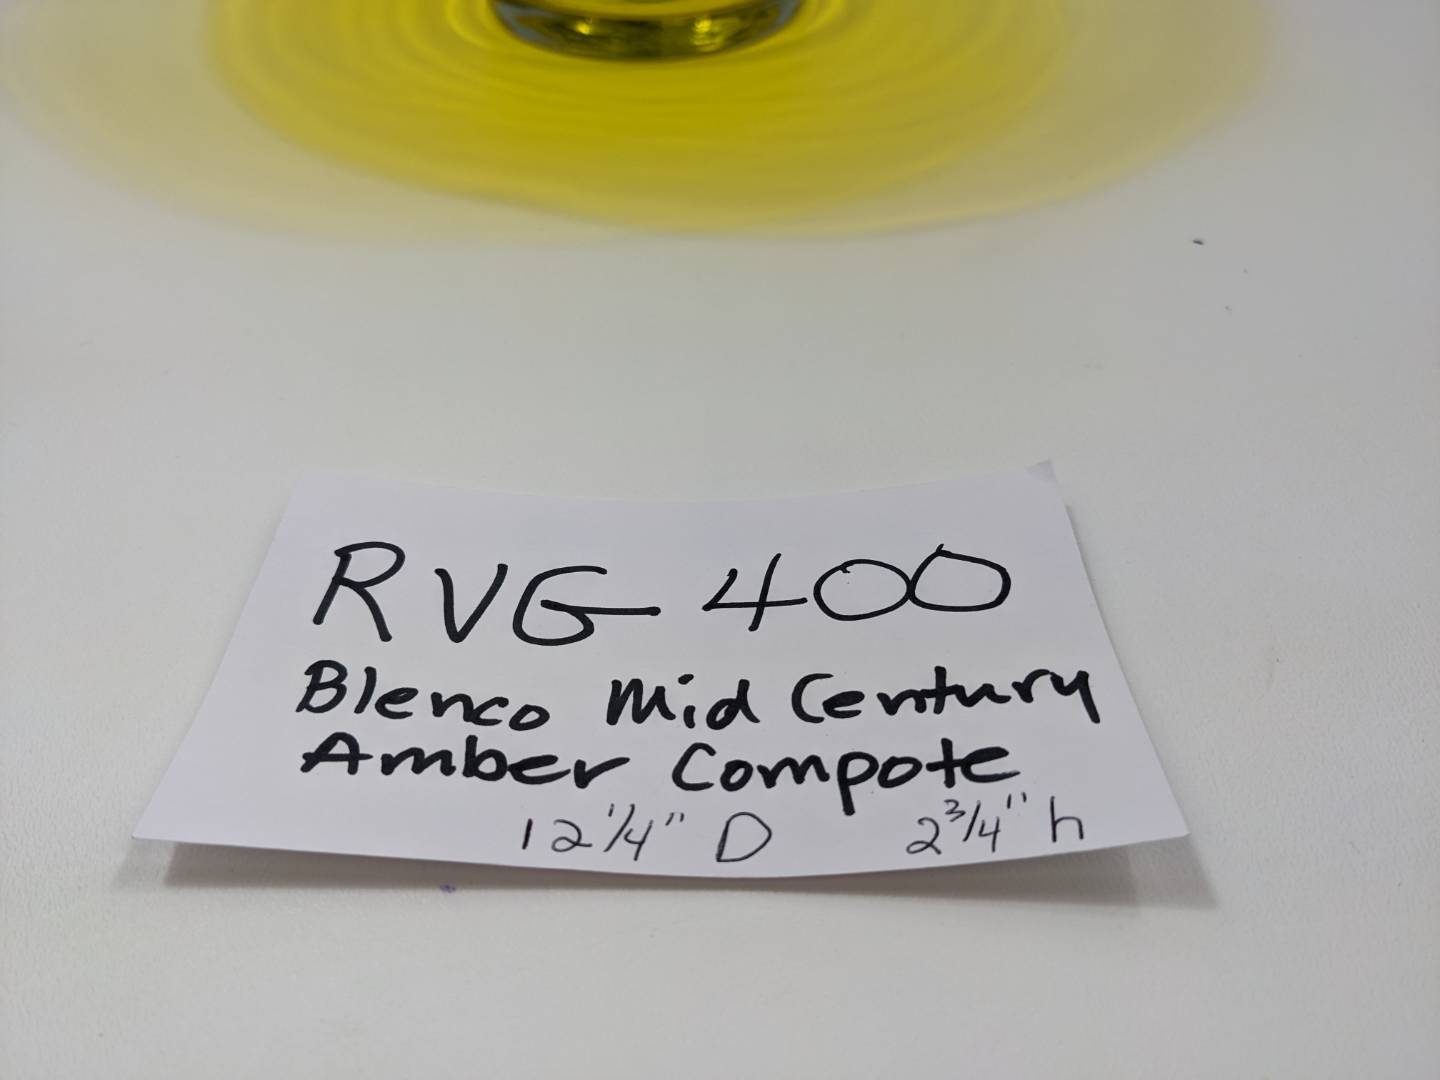 RVG 400
Blenco Mid Century
Amber Compote
12 1/4" D 2 3/4" h